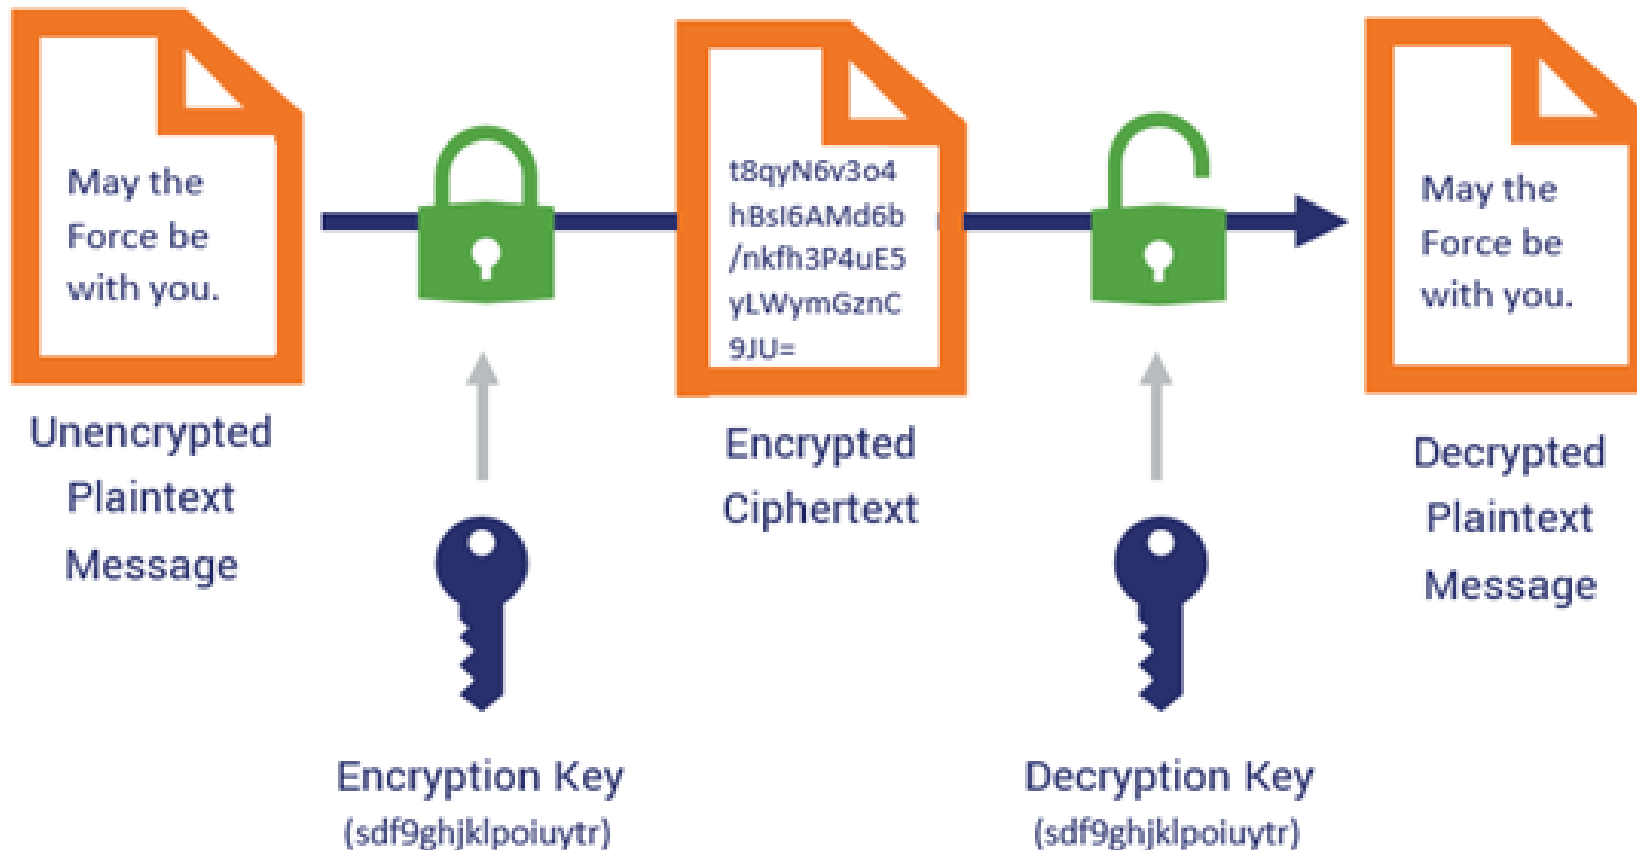 May the
Force be
with you.
Unencrypted
Plaintext
Message
Encryption Key
(sdf9ghjklpoiuytr)
t8qyN6v3o4
hBsI6AMd6b
/nkfh3P4uE5
yLWymGznC
9JU=
Encrypted
Ciphertext
Decryption Key
(sdf9ghjklpoiuytr)
May the
Force be
with you.
Decrypted
Plaintext
Message